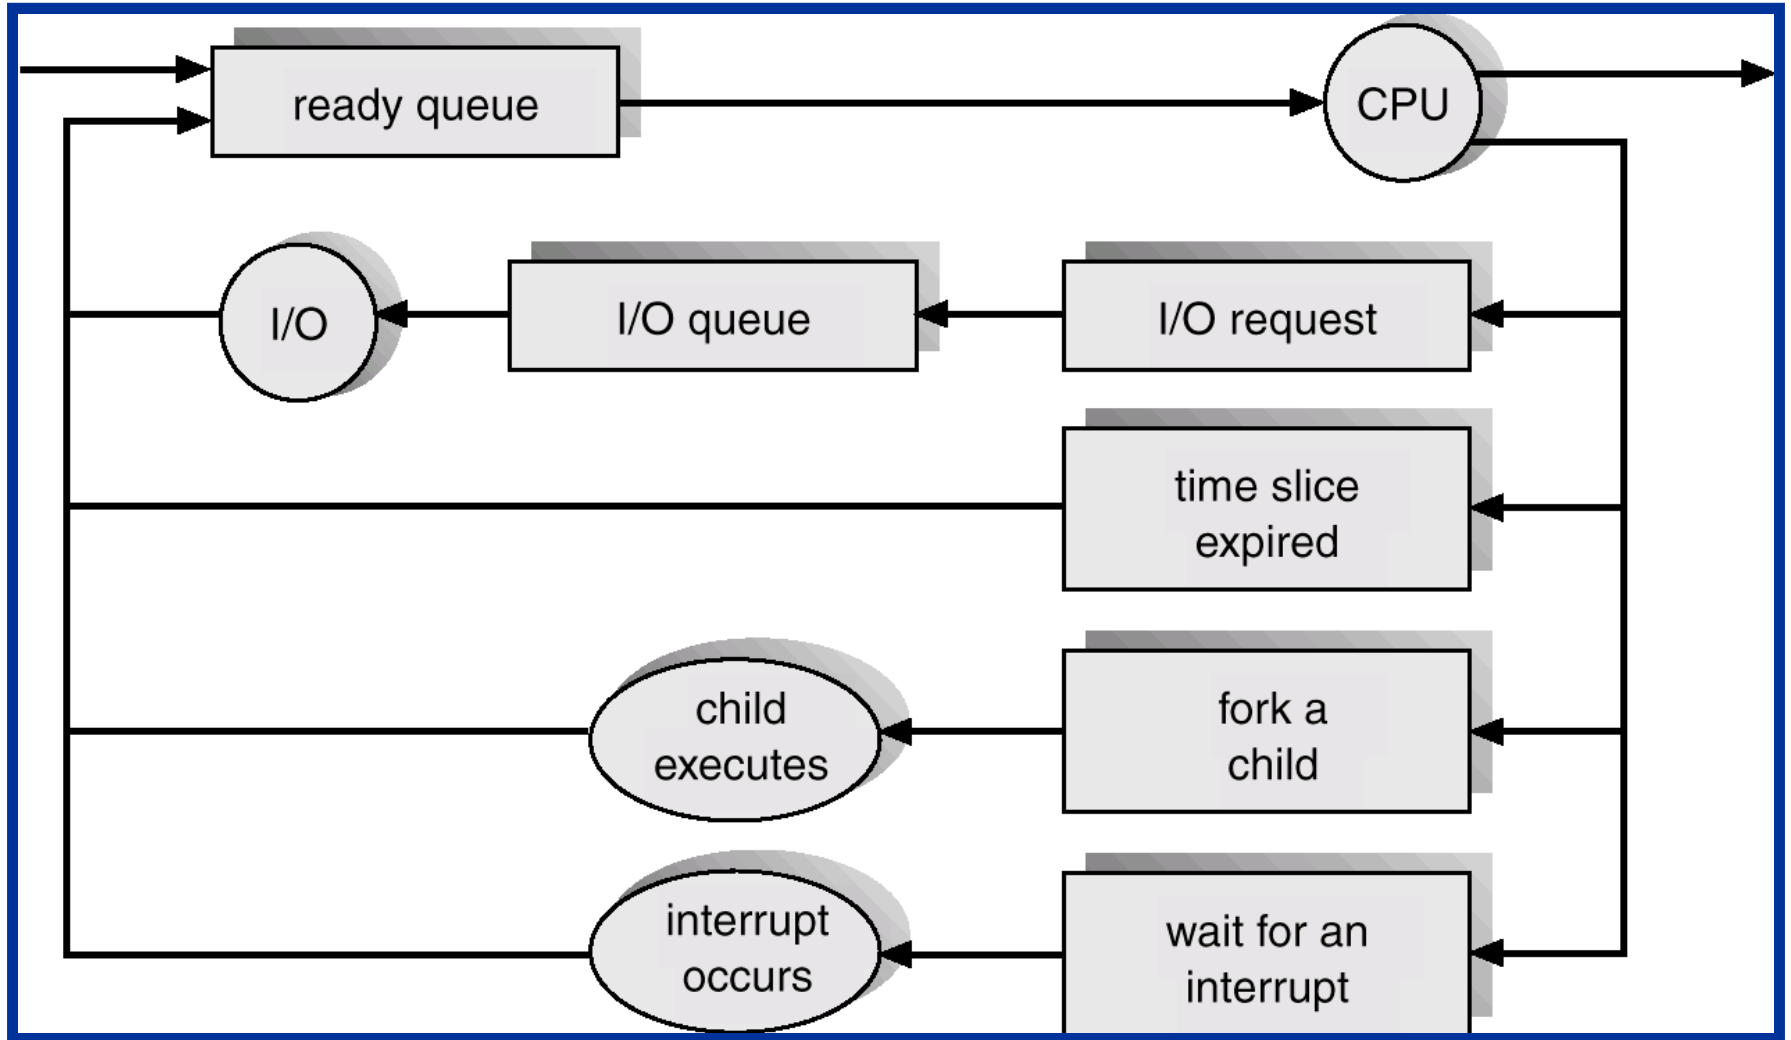 ready queue
CPU
I/O
I/O queue
I/O request
time slice
expired
child
executes
fork a
child
interrupt
occurs
wait for an
interrupt